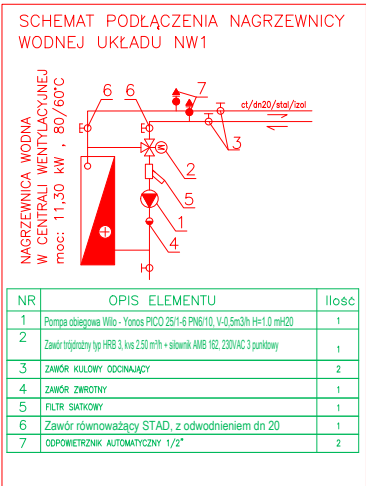 SCHEMAT PODŁĄCZENIA NAGRZEWNICY
WODNEJ UKŁADU NW1
NAGRZEWNICA WODNA
W CENTRALI WENTYLACYJNEJ
moc: 11,30 kW , 80/60°C
6
6
7
ct/dn20/stal/izol
3
M
2
5
1
4
NR OPIS ELEMENTU Ilość
1 Pompa obiegowa Wilo - Yonos PICO 25/1-6 PN6/10, V-0,5m3/h H=1.0 mH20 1
2 Zawór trójdrożny typ HRB 3, kvs 2.50 m³/h + siłownik AMB 162, 230VAC 3 punktowy 1
3 ZAWÓR KULOWY ODCINAJĄCY 2
4 ZAWÓR ZWROTNY 1
5 FILTR SIATKOWY 1
6 Zawór równoważący STAD, z odwodnieniem dn 20 1
7 ODPOWIETRZNIK AUTOMATYCZNY 1/2" 2